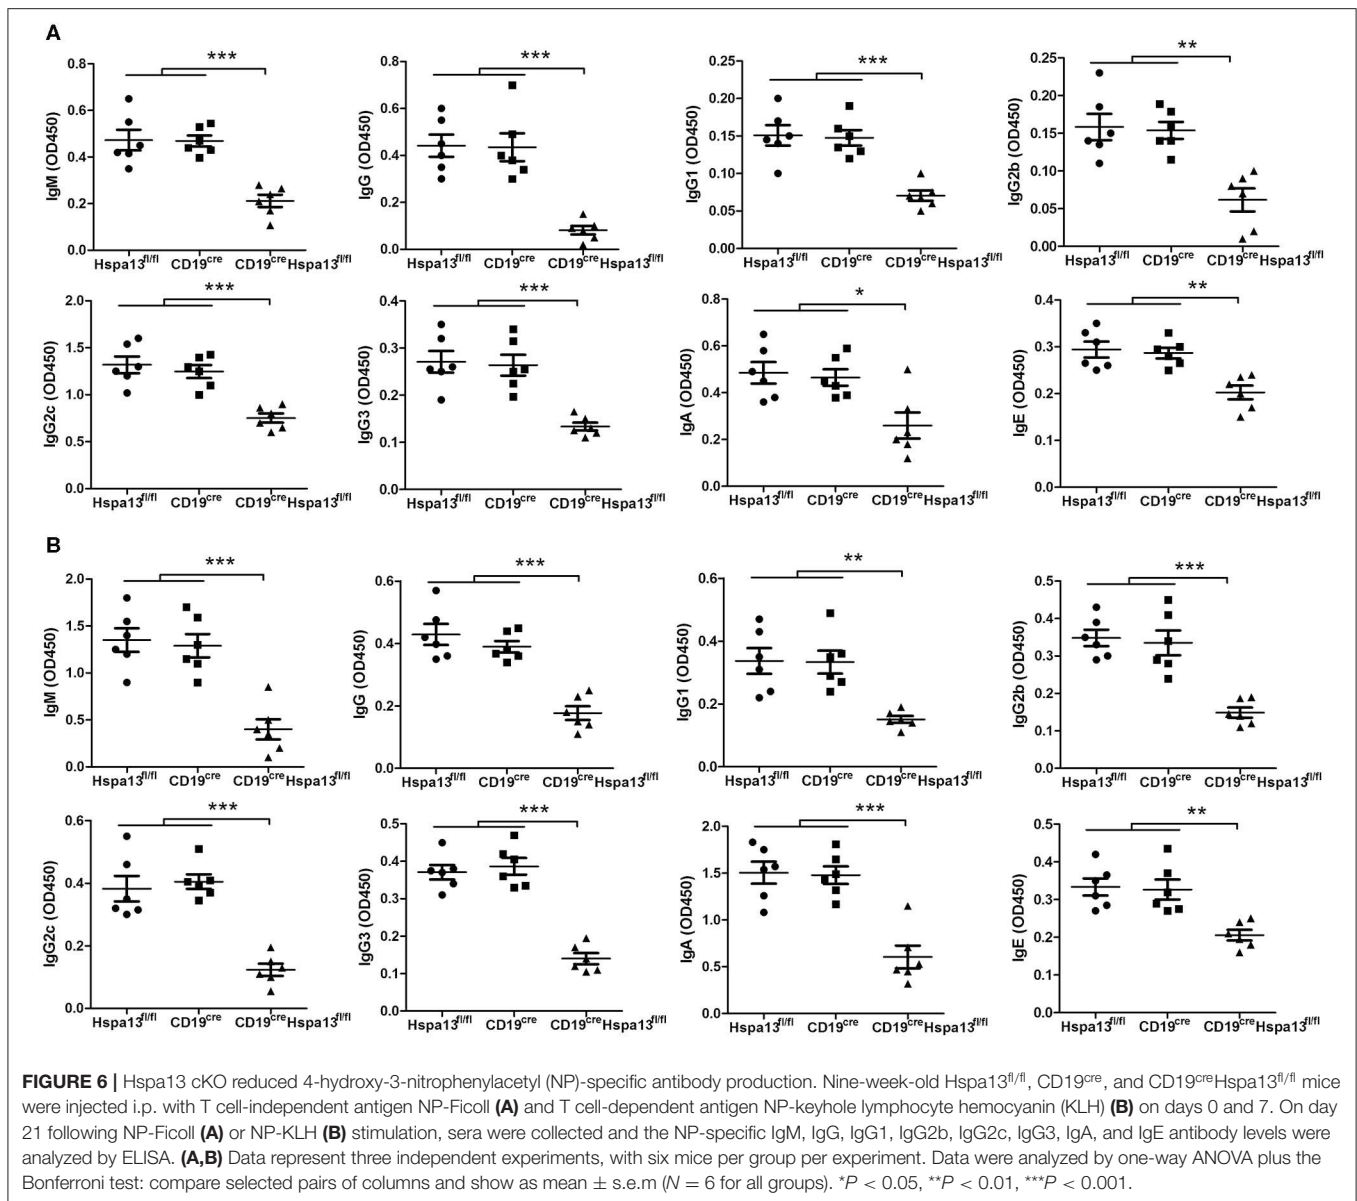 A
***
IgM (OD450)
0.8
0.6
0.4
0.2
0.0
Hspa13fl/fl CD19cre CD19creHspa13fl/fl
***
IgG (OD450)
0.8
0.6
0.4
0.2
0.0
Hspa13fl/fl CD19cre CD19creHspa13fl/fl
***
IgG1 (OD450)
0.25
0.20
0.15
0.10
0.05
0.00
Hspa13fl/fl CD19cre CD19creHspa13fl/fl
**
IgG2b (OD450)
0.25
0.20
0.15
0.10
0.05
0.00
Hspa13fl/fl CD19cre CD19creHspa13fl/fl
***
IgG2c (OD450)
2.0
1.5
1.0
0.5
0.0
Hspa13fl/fl CD19cre CD19creHspa13fl/fl
***
IgG3 (OD450)
0.4
0.3
0.2
0.1
0.0
Hspa13fl/fl CD19cre CD19creHspa13fl/fl
*
IgA (OD450)
0.8
0.6
0.4
0.2
0.0
Hspa13fl/fl CD19cre CD19creHspa13fl/fl
**
IgE (OD450)
0.4
0.3
0.2
0.1
0.0
Hspa13fl/fl CD19cre CD19creHspa13fl/fl
B
***
IgM (OD450)
2.0
1.5
1.0
0.5
0.0
Hspa13fl/fl CD19cre CD19creHspa13fl/fl
***
IgG (OD450)
0.6
0.4
0.2
0.0
Hspa13fl/fl CD19cre CD19creHspa13fl/fl
**
IgG1 (OD450)
0.6
0.4
0.2
0.0
Hspa13fl/fl CD19cre CD19creHspa13fl/fl
***
IgG2b (OD450)
0.5
0.4
0.3
0.2
0.1
0.0
Hspa13fl/fl CD19cre CD19creHspa13fl/fl
***
IgG2c (OD450)
0.6
0.4
0.2
0.0
Hspa13fl/fl CD19cre CD19creHspa13fl/fl
***
IgG3 (OD450)
0.5
0.4
0.3
0.2
0.1
0.0
Hspa13fl/fl CD19cre CD19creHspa13fl/fl
***
IgA (OD450)
2.0
1.5
1.0
0.5
0.0
Hspa13fl/fl CD19cre CD19creHspa13fl/fl
**
IgE (OD450)
0.5
0.4
0.3
0.2
0.1
0.0
Hspa13fl/fl CD19cre CD19creHspa13fl/fl
FIGURE 6 | Hspa13 cKO reduced 4-hydroxy-3-nitrophenylacetyl (NP)-specific antibody production. Nine-week-old Hspa13fl/fl, CD19cre, and CD19creHspa13fl/fl mice
were injected i.p. with T cell-independent antigen NP-Ficoll (A) and T cell-dependent antigen NP-keyhole lymphocyte hemocyanin (KLH) (B) on days 0 and 7. On day
21 following NP-Ficoll (A) or NP-KLH (B) stimulation, sera were collected and the NP-specific IgM, IgG, IgG1, IgG2b, IgG2c, IgG3, IgA, and IgE antibody levels were
analyzed by ELISA. (A,B) Data represent three independent experiments, with six mice per group per experiment. Data were analyzed by one-way ANOVA plus the
Bonferroni test: compare selected pairs of columns and show as mean ± s.e.m (N = 6 for all groups). *P < 0.05, **P < 0.01, ***P < 0.001.